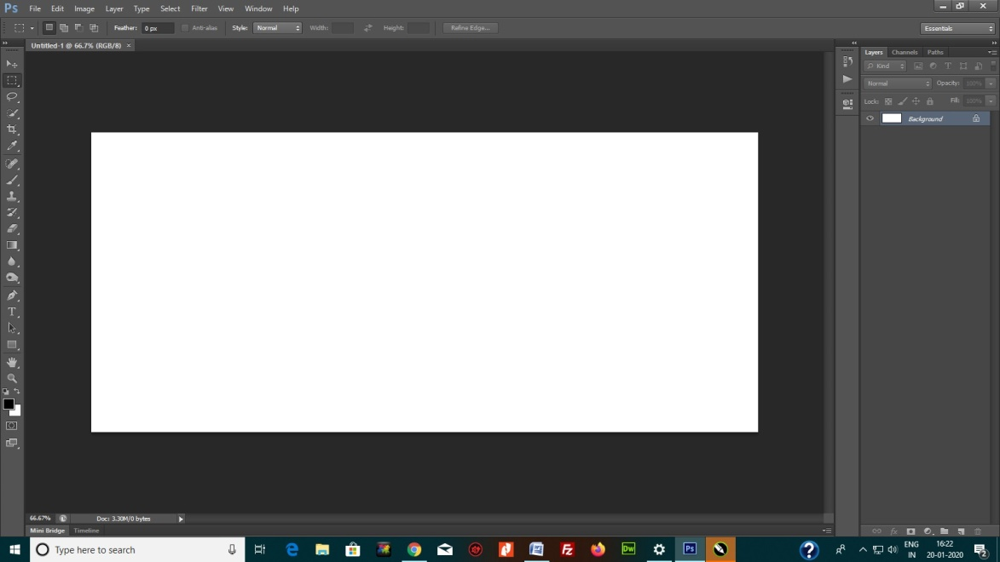 Ps File Edit Image Layer Type Select Filter View Window Help
Feather: 0 px Anti-alias Style: Normal Width: Height: Refine Edge... Essentials
Untitled-1 @ 66.7% (RGB/8) ×
Layers Channels Paths
Kind
Normal Opacity: 100%
Lock: Fill: 100%
Background
66.67% Doc: 3.30M/0 bytes
Mini Bridge Timeline
Type here to search
Fz
Dw
Ps
?
ENG
IN
16:22
20-01-2020
2